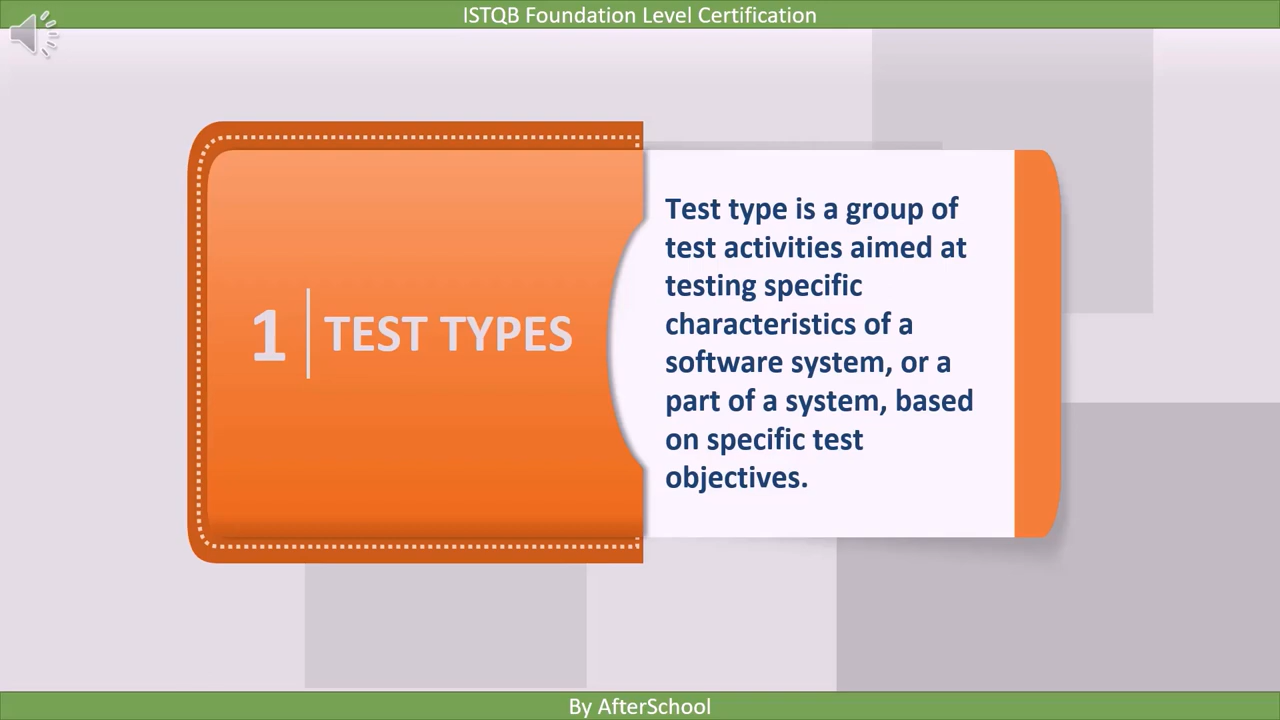 ISTQB Foundation Level Certification
1 TEST TYPES
Test type is a group of
test activities aimed at
testing specific
characteristics of a
software system, or a
part of a system, based
on specific test
objectives.
By AfterSchool